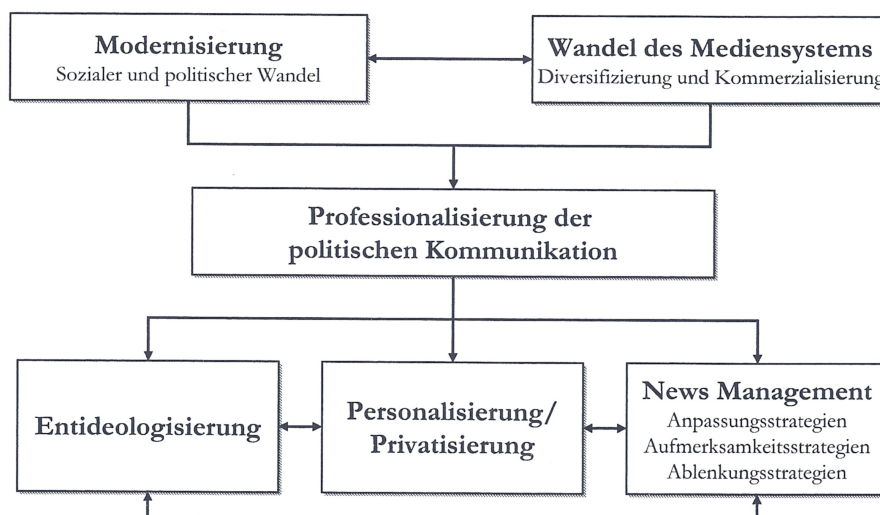 Modernisierung
Sozialer und politischer Wandel
Wandel des Mediensystems
Diversifizierung und Kommerzialisierung
Professionalisierung der
politischen Kommunikation
Entideologisierung
Personalisierung/
Privatisierung
News Management
Anpassungsstrategien
Aufmerksamkeitsstrategien
Ablenkungsstrategien